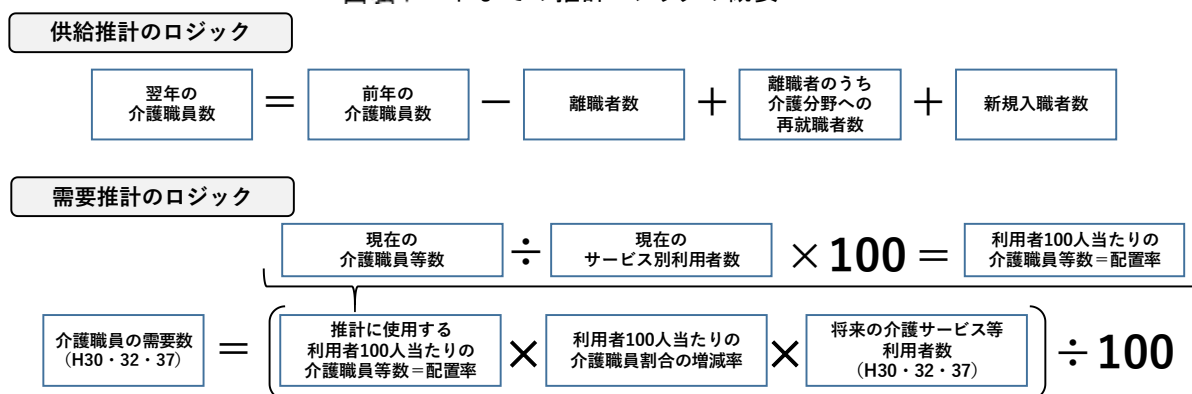 供給推計のロジック
翌年の
介護職員数
=
前年の
介護職員数
−
離職者数
+
離職者のうち
介護分野への
再就職者数
+
新規入職者数
需要推計のロジック
現在の
介護職員等数
÷
現在の
サービス別利用者数
×100=
利用者100人当たりの
介護職員等数=配置率
介護職員の需要数
(H30・32・37)
=
推計に使用する
利用者100人当たりの
介護職員等数=配置率
×
利用者100人当たりの
介護職員割合の増減率
×
将来の介護サービス等
利用者数
(H30・32・37)
÷100